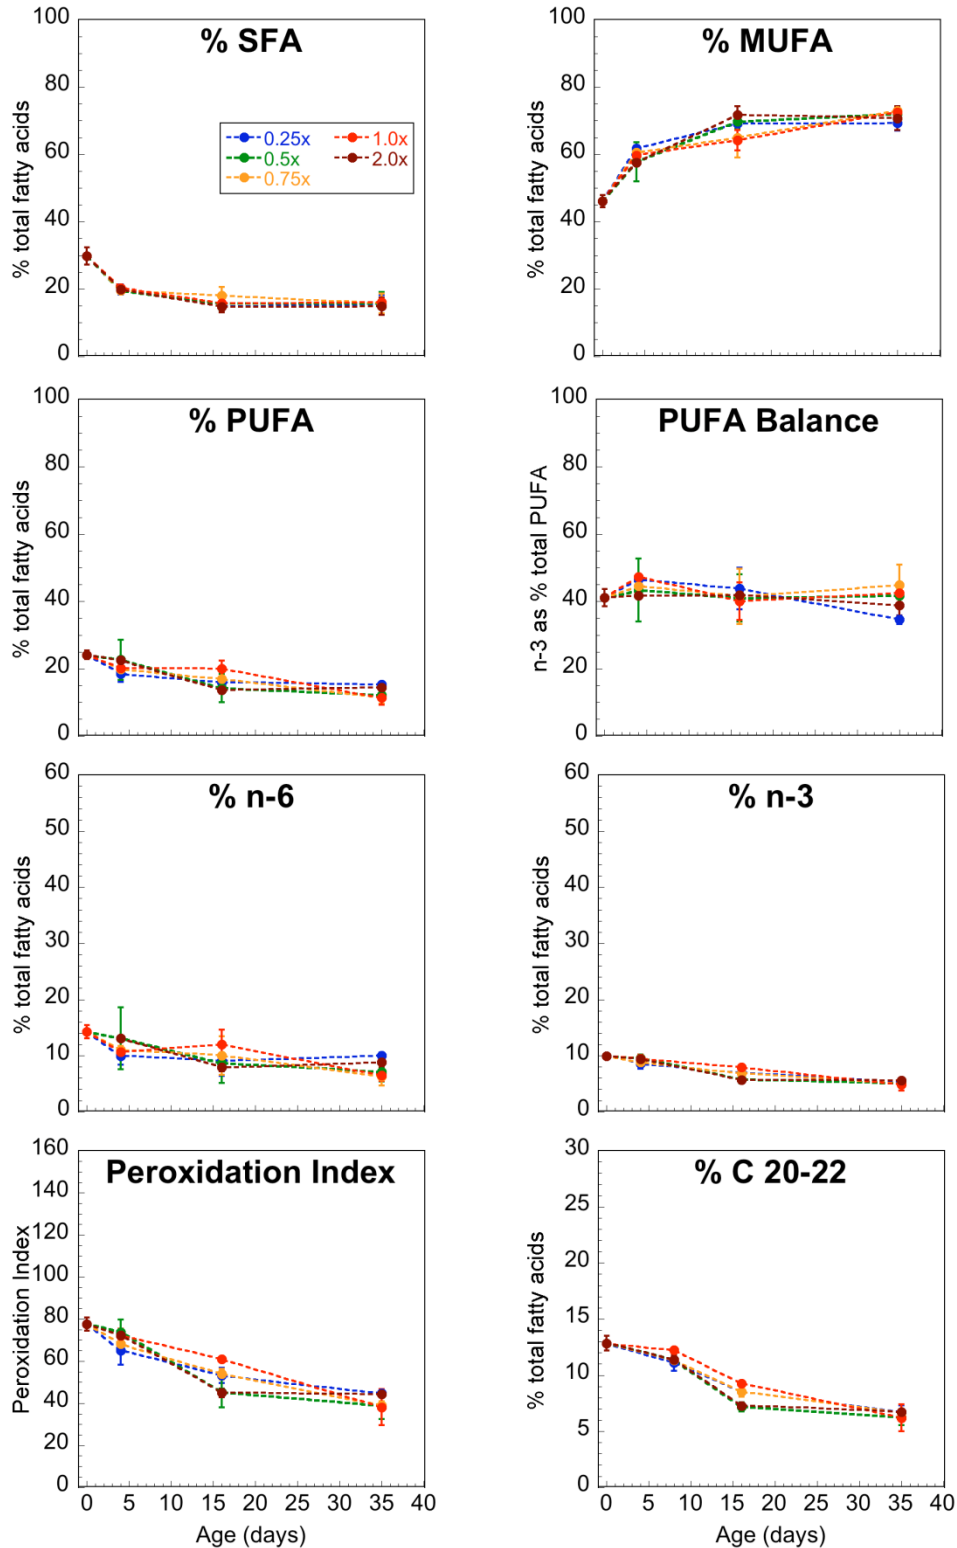 % SFA
% total fatty acids
100
80
60
40
20
0
0.25x 1.0x
0.5x 2.0x
0.75x
% MUFA
% total fatty acids
100
80
60
40
20
0
% PUFA
% total fatty acids
100
80
60
40
20
0
PUFA Balance
n-3 as % total PUFA
100
80
60
40
20
0
% n-6
% total fatty acids
60
50
40
30
20
10
0
% n-3
% total fatty acids
60
50
40
30
20
10
0
Peroxidation Index
Peroxidation Index
160
140
120
100
80
60
40
20
0
0 5 10 15 20 25 30 35 40
Age (days)
% C 20-22
% total fatty acids
30
25
20
15
10
5
0
0 5 10 15 20 25 30 35 40
Age (days)